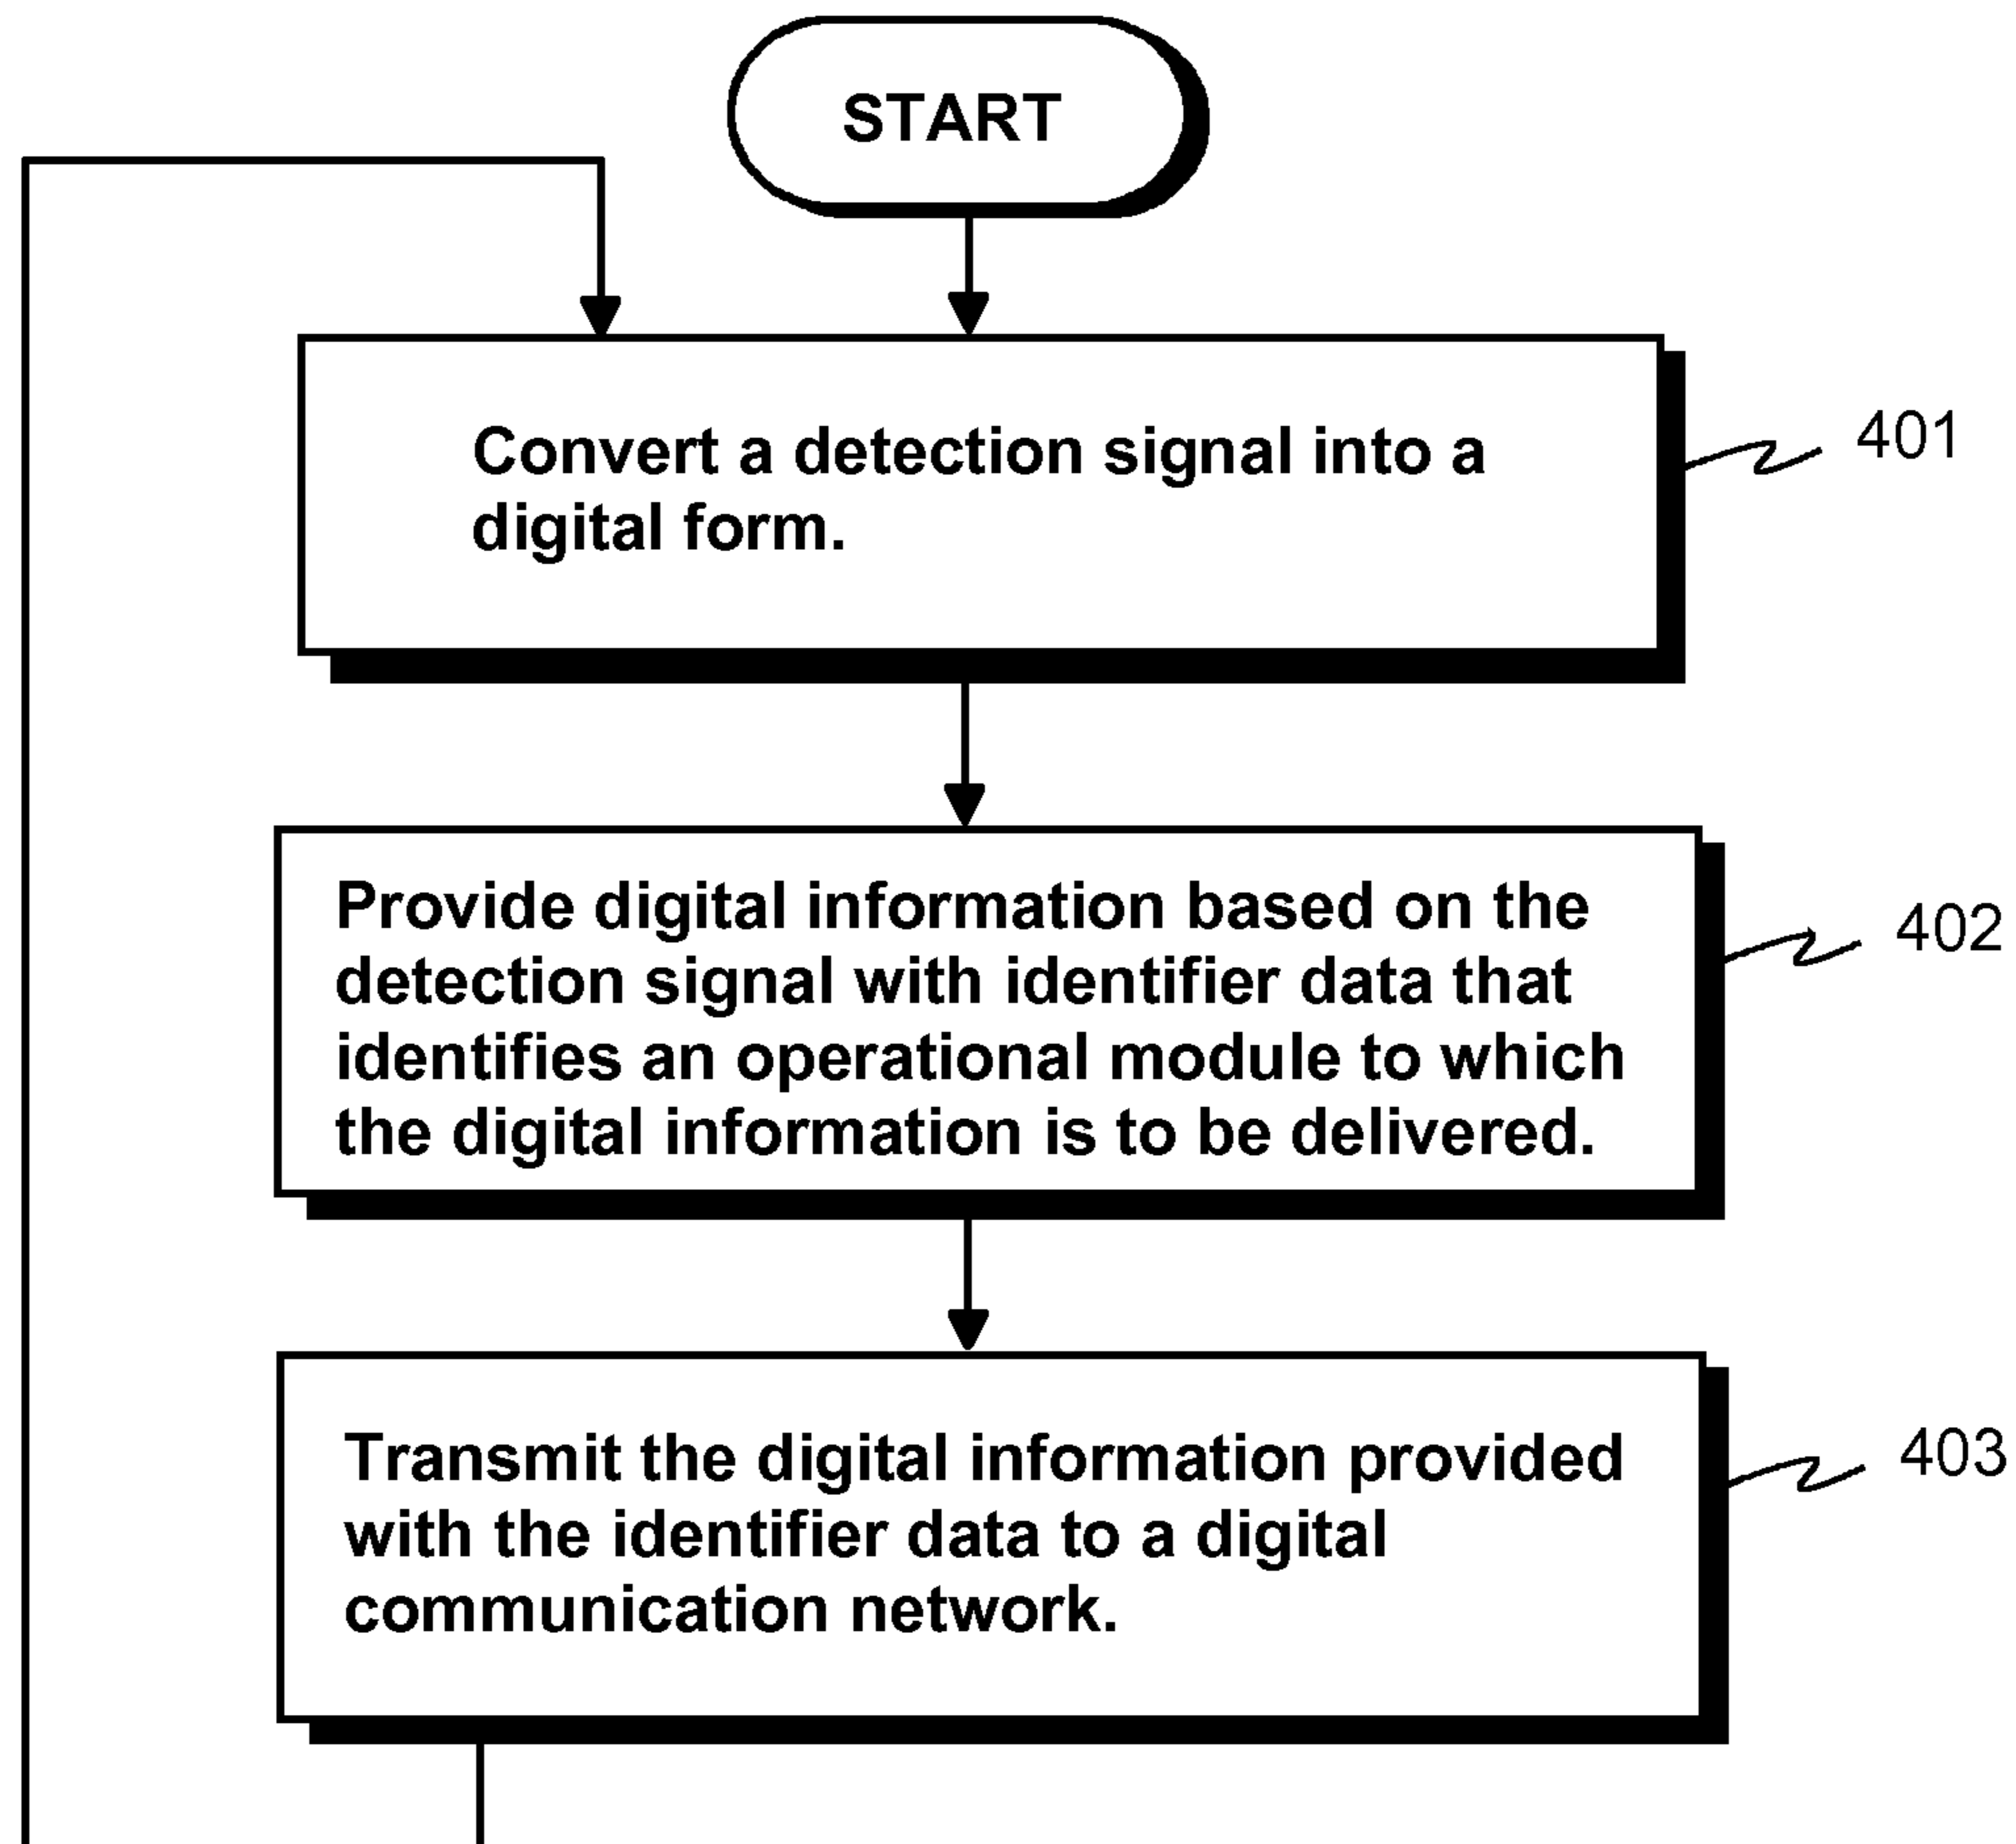 START
Convert a detection signal into a
digital form.
401
Provide digital information based on the
detection signal with identifier data that
identifies an operational module to which
the digital information is to be delivered.
402
Transmit the digital information provided
with the identifier data to a digital
communication network.
403